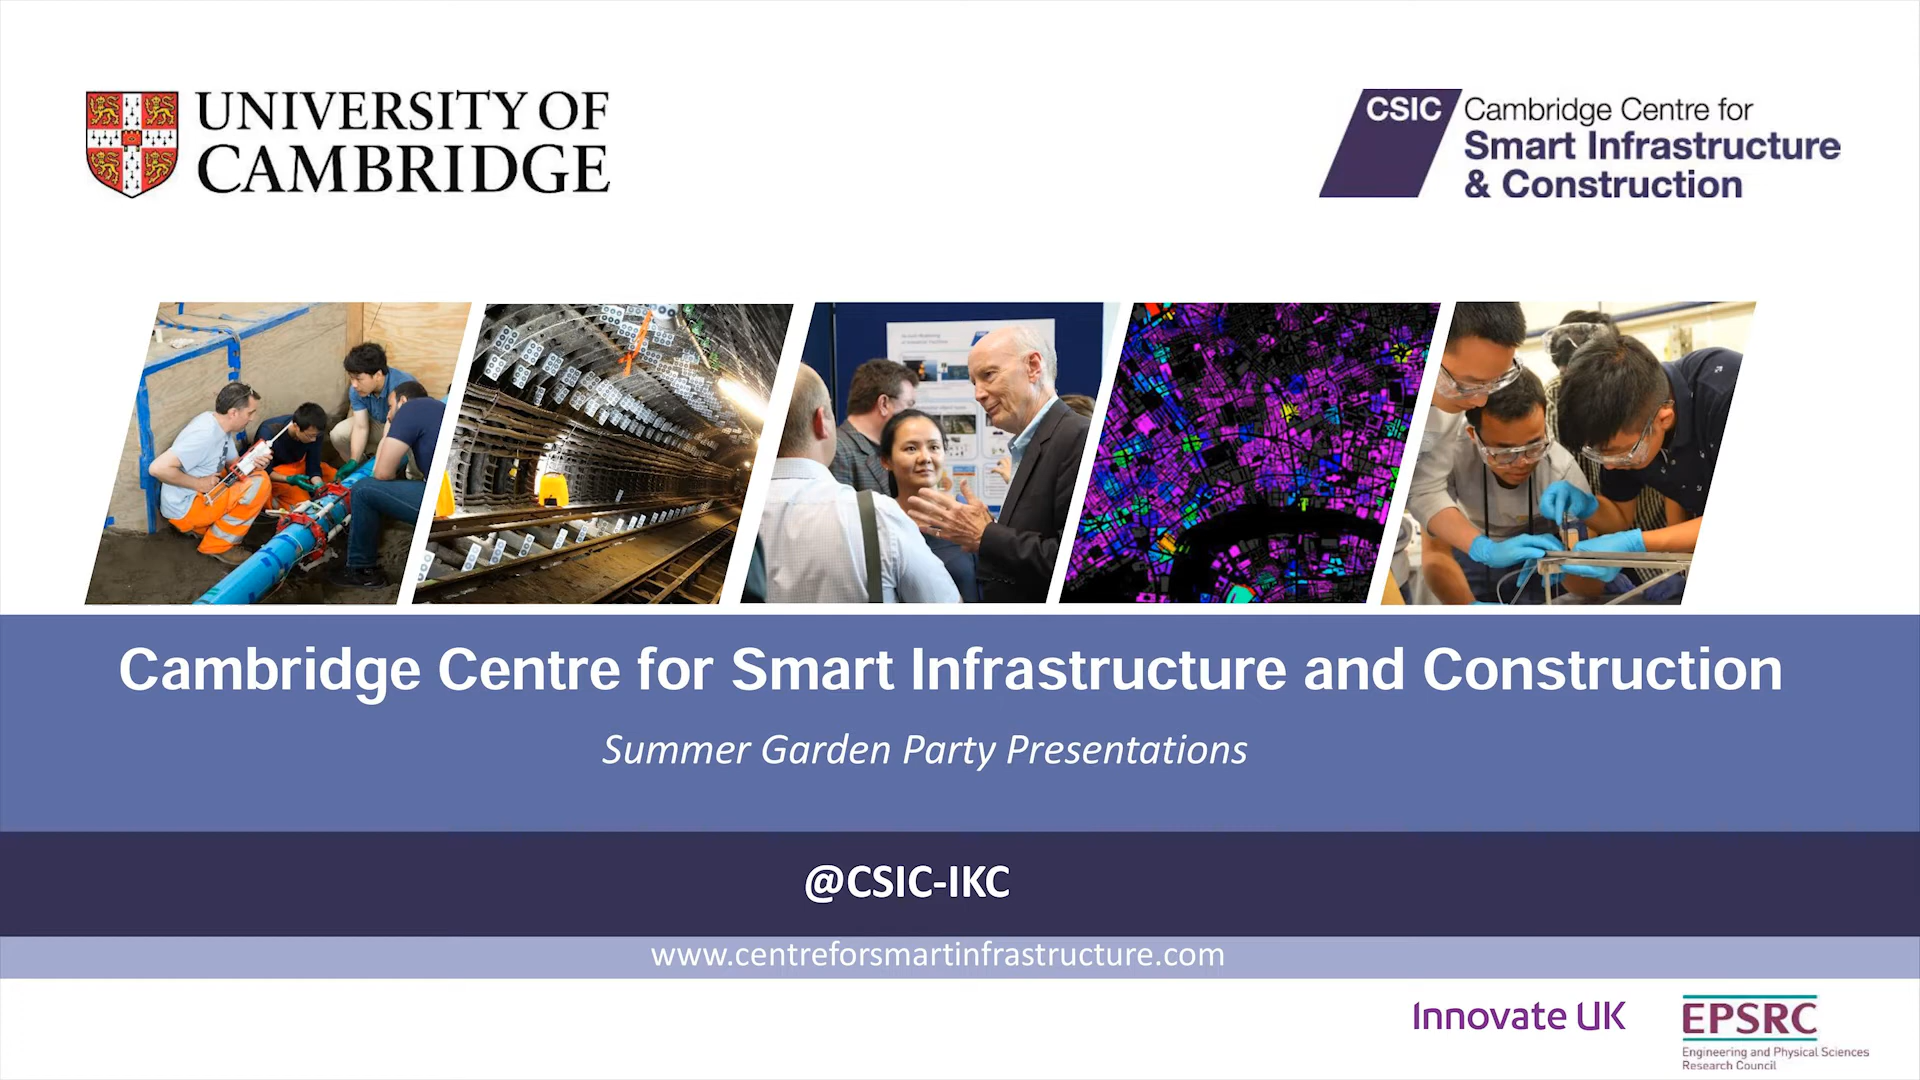 UNIVERSITY OF
CAMBRIDGE
CSIC
Cambridge Centre for
Smart Infrastructure
& Construction
Cambridge Centre for Smart Infrastructure and Construction
Summer Garden Party Presentations
@CSIC-IKC
www.centreforsmartinfrastructure.com
Innovate UK
EPSRC
Engineering and Physical Sciences
Research Council